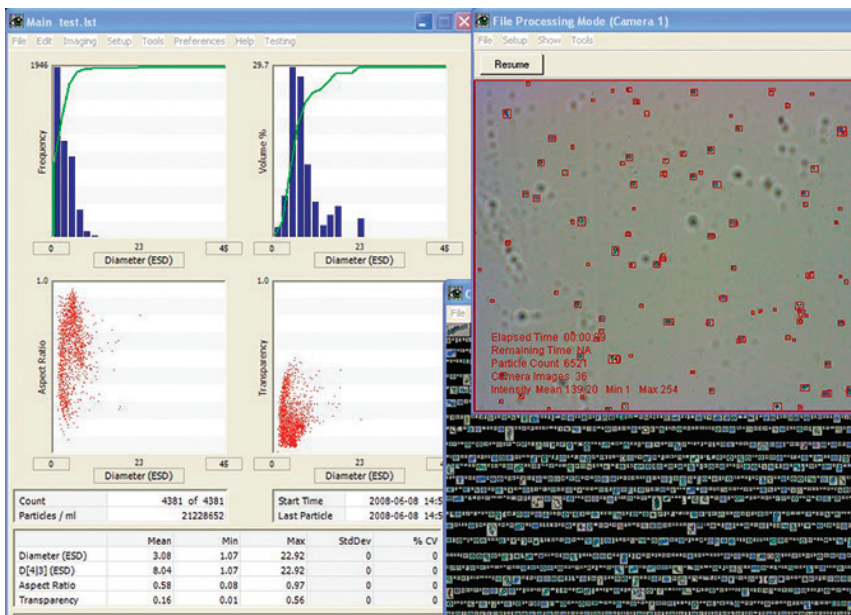 Main test.lst
File Edit Imaging Setup Tools Preferences Help Testing
1946
Frequency
0 23 45
Diameter (ESD)
29.7
Volume %
0 23 45
Diameter (ESD)
1.0
Aspect Ratio
0 23 45
Diameter (ESD)
1.0
Transparency
0 23 4
Diameter (ESD)
Count 4381 of 4381
Particles / ml 21228652
Start Time 2008-06-08 14:5
Last Particle 2008-06-08 14:5
Mean Min Max StdDev % CV
Diameter (ESD) 3.08 1.07 22.92 0 0
D[4|3] (ESD) 8.04 1.07 22.92 0 0
Aspect Ratio 0.58 0.08 0.97 0 0
Transparency 0.16 0.01 0.56 0 0
File Processing Mode (Camera 1)
File Setup Show Tools
Resume
Elapsed Time
Remaining Time NA
Particle Count 6521
Camera Images 36
Intensity Mean 139.20 Min 1 Max 254
C
File